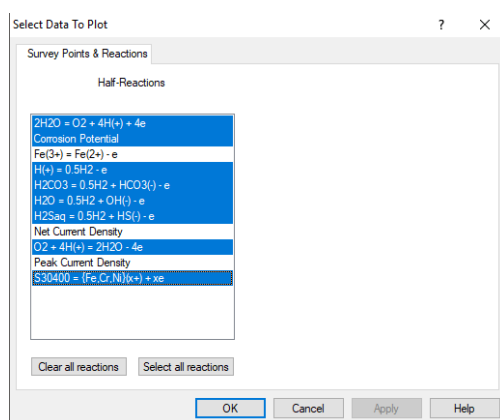 Select Data To Plot
?
Survey Points & Reactions
Half-Reactions
2H2O = O2 + 4H(+) + 4e
Corrosion Potential
Fe(3+) = Fe(2+) - e
H(+) = 0.5H2 - e
H2CO3 = 0.5H2 + HCO3(-) - e
H2O = 0.5H2 + OH(-) - e
H2Saq = 0.5H2 + HS(-) - e
Net Current Density
O2 + 4H(+) = 2H2O - 4e
Peak Current Density
S30400 = {Fe,Cr,Ni}(x+) + xe
Clear all reactions Select all reactions
OK Cancel Apply Help